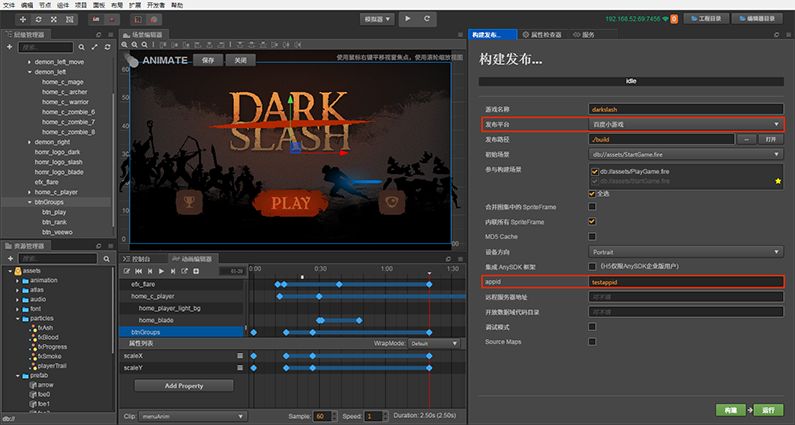 文件 编辑 节点 组件 项目 面板 布局 扩展 开发者 帮助
模拟器
192.168.52.69:7456 0
工程目录
编辑器目录
层级管理器
搜索...
demon_left_move
demon_left
home_c_mage
home_c_archer
home_c_warrior
home_c_zombie_6
home_c_zombie_7
home_c_zombie_8
demon_right
homr_logo_dark
homr_logo_slash
homr_logo_blade
efx_flare
home_c_player
btnGroups
btn_play
btn_rank
btn_veewo
资源管理器
搜索...
assets
animation
atlas
audio
font
particles
fxAsh
fxBlood
fxProgress
fxSmoke
playerTrail
prefab
arrow
foe0
foe1
db://
场景编辑器
ANIMATE
保存
关闭
使用鼠标右键平移视窗焦点，使用滚轮缩放视图
DARK
SLASH
PLAY
控制台
动画编辑器
01-20
0:00
0:30
1:00
1:30
efx_flare
home_c_player
home_player_light_bg
home_blade
btnGroups
属性列表
WrapMode: Default
scaleX
scaleY
Add Property
Clip: menuAnim
Sample: 60
Speed: 1
Duration: 2.50s (2.50s)
构建发布...
属性检查器
服务
构建发布...
idle
游戏名称 darkslash
发布平台 百度小游戏
发布路径 ./build
...
打开
初始场景 db://assets/StartGame.fire
参与构建场景 db://assets/PlayGame.fire
db://assets/StartGame.fire
全选
合并图集中的 SpriteFrame
内联所有 SpriteFrame
MD5 Cache
设备方向 Portrait
集成 AnySDK 框架 (H5权限AnySDK企业版用户)
appid testappid
远程服务器地址 可不填
开放数据域代码目录 可不填
调试模式
Source Maps
构建
运行